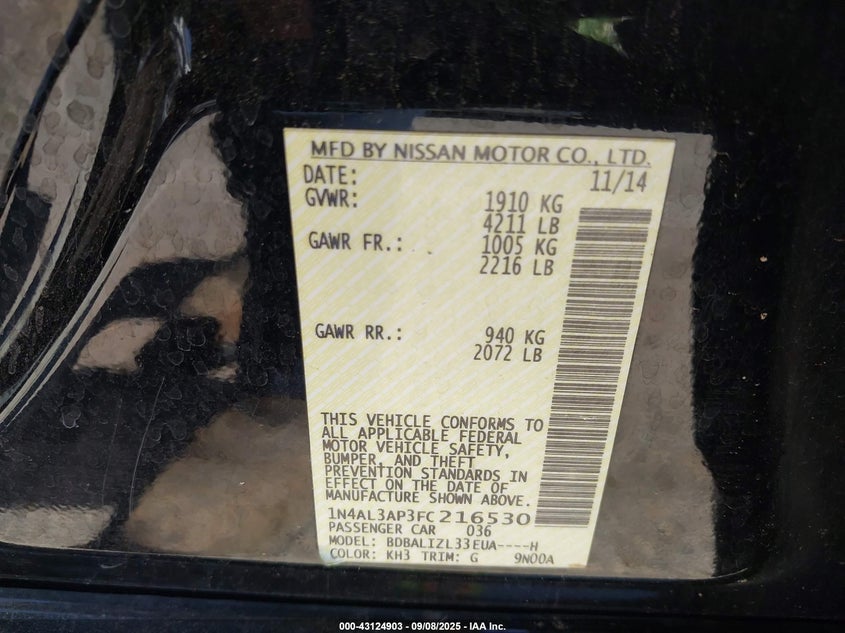 MFD BY NISSAN MOTOR CO., LTD.
DATE: 11/14
GVWR: 1910 KG
4211 LB
GAWR FR.: 1005 KG
2216 LB
GAWR RR.: 940 KG
2072 LB
THIS VEHICLE CONFORMS TO
ALL APPLICABLE FEDERAL
MOTOR VEHICLE SAFETY,
BUMPER, AND THEFT
PREVENTION STANDARDS IN
EFFECT ON THE DATE OF
MANUFACTURE SHOWN ABOVE.
1N4AL3AP3FC216530
PASSENGER CAR 036
MODEL: BDBALIZL33EUA----H
COLOR: KH3 TRIM: G 9N00A
000-43124903 - 09/08/2025 - IAA Inc.